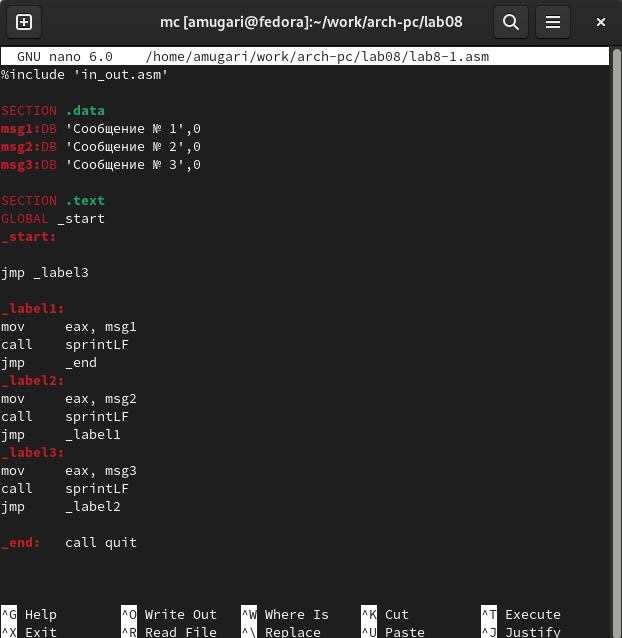 mc [amugari@fedora]:~/work/arch-pc/lab08
GNU nano 6.0    /home/amugari/work/arch-pc/lab08/lab8-1.asm
%include 'in_out.asm'
SECTION .data
msg1:DB 'Сообщение № 1',0
msg2:DB 'Сообщение № 2',0
msg3:DB 'Сообщение № 3',0
SECTION .text
GLOBAL _start
_start:
jmp _label3
_label1:
mov     eax, msg1
call    sprintLF
jmp     _end
_label2:
mov     eax, msg2
call    sprintLF
jmp     _label1
_label3:
mov     eax, msg3
call    sprintLF
jmp     _label2
_end:   call quit
^G Help      ^O Write Out   ^W Where Is    ^K Cut         ^T Execute
^X Exit      ^R Read File   ^\ Replace     ^U Paste       ^J Justify